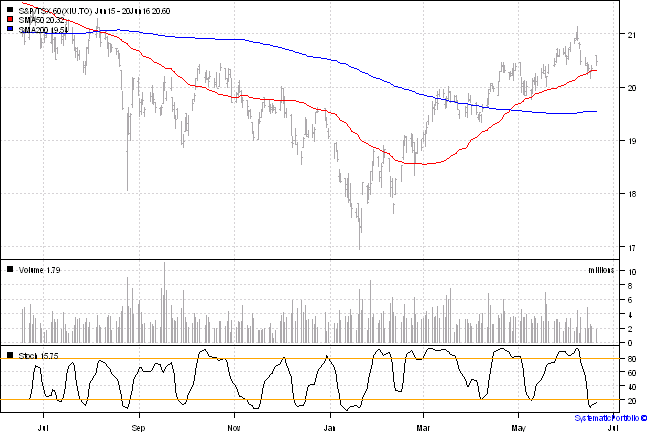 S&P/TSX 60 (XIU.TO) Jun 15 - 20Jun16 20.60
SMA50 20.32
SMA200 19.54
21
20
19
18
17
Volume 1.79
millions
10
8
6
4
2
0
Stoch 15.75
80
60
40
20
Jul
Sep
Nov
Jan
Mar
May
Jul
SystematicPortfolio ©